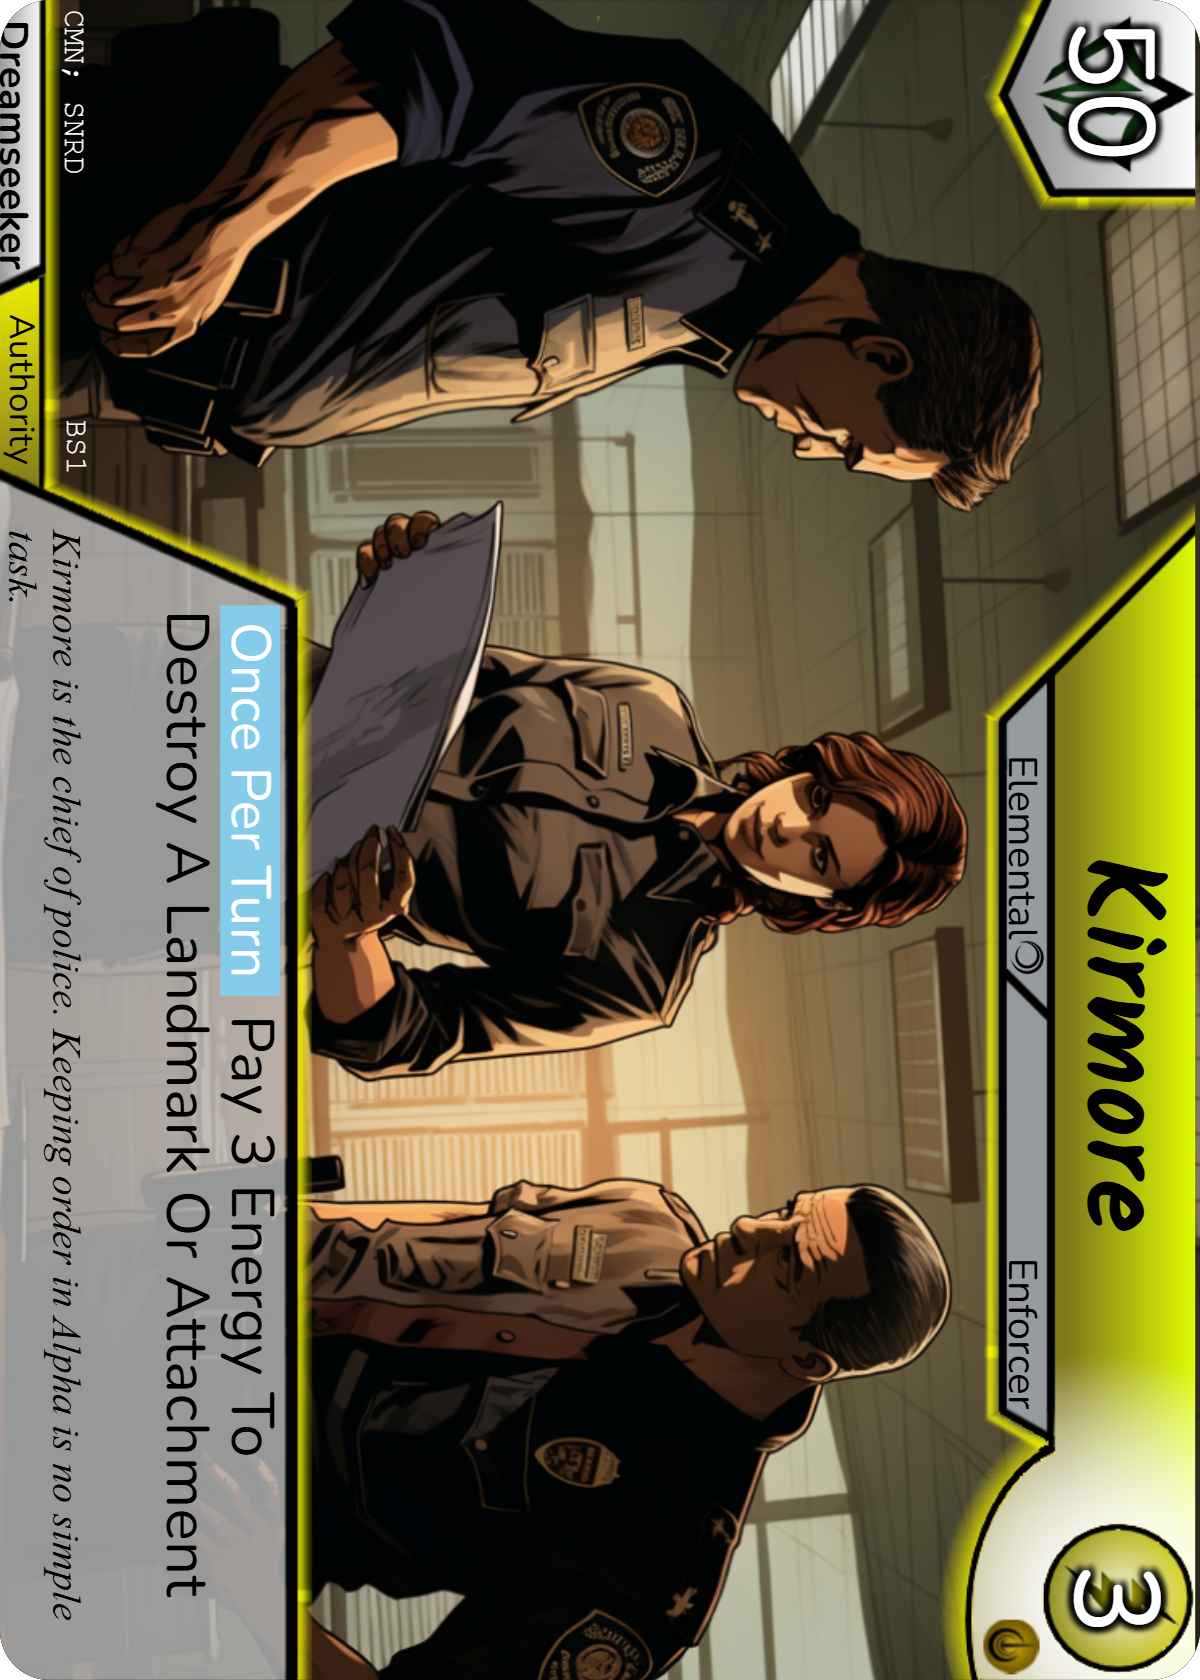 50
Kirmore
3
Elemental
Enforcer
Once Per Turn Pay 3 Energy To
Destroy A Landmark Or Attachment
Kirmore is the chief of police. Keeping order in Alpha is no simple
task.
CMN; SNRD
BS1
Dreamseeker
Authority